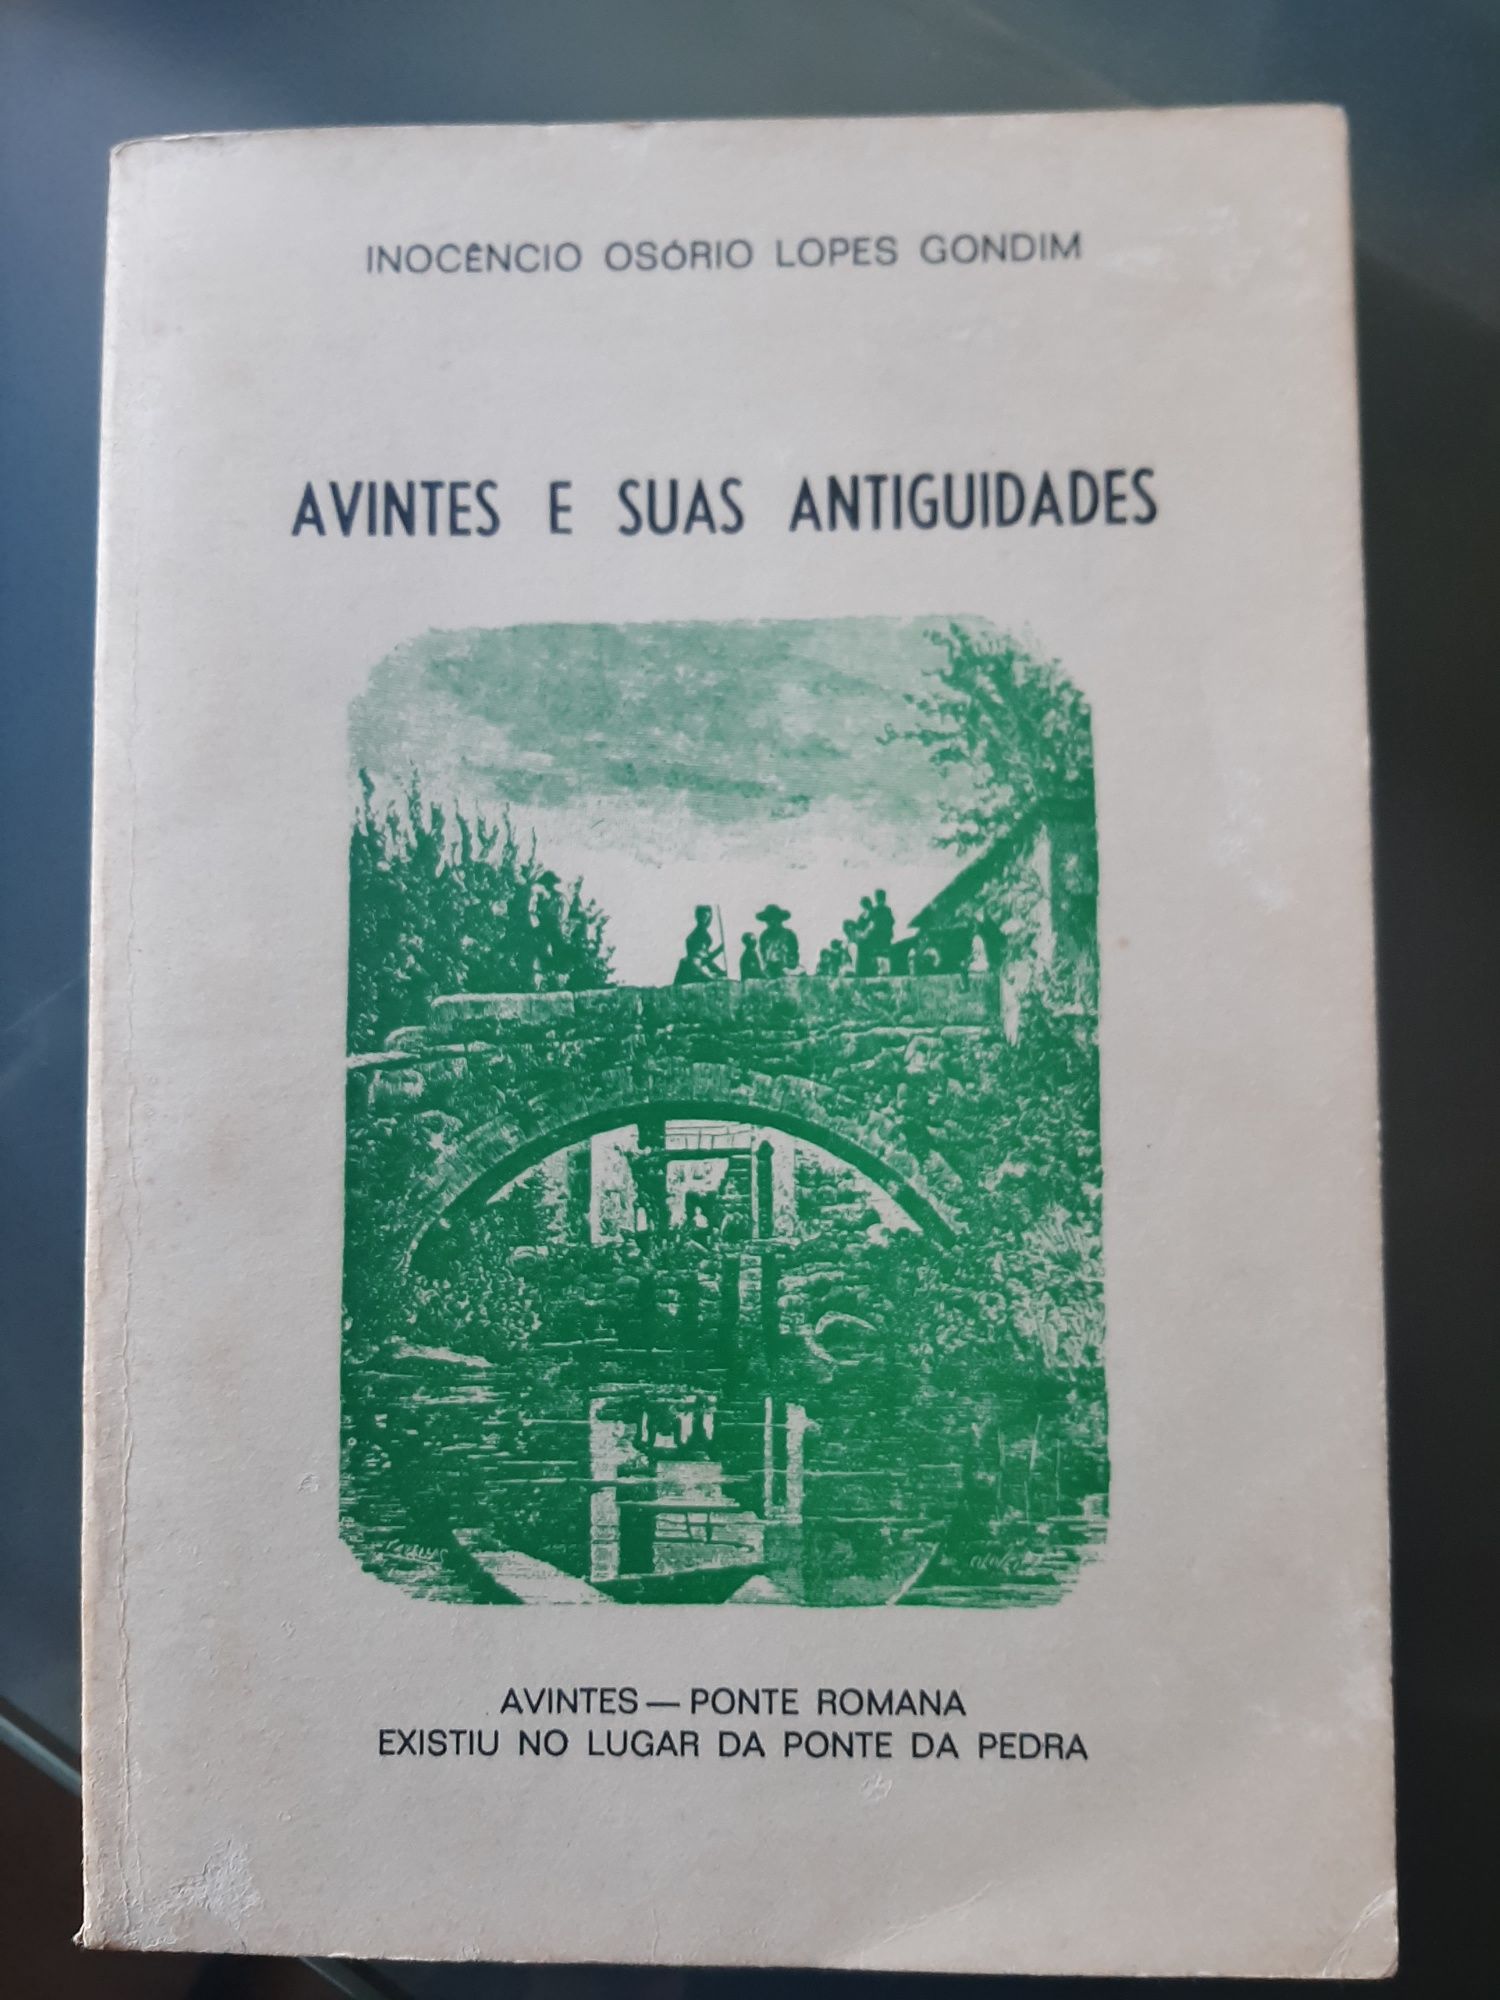 INOCÊNCIO OSÓRIO LOPES GONDIM
AVINTES E SUAS ANTIGUIDADES
AVINTES — PONTE ROMANA
EXISTIU NO LUGAR DA PONTE DA PEDRA